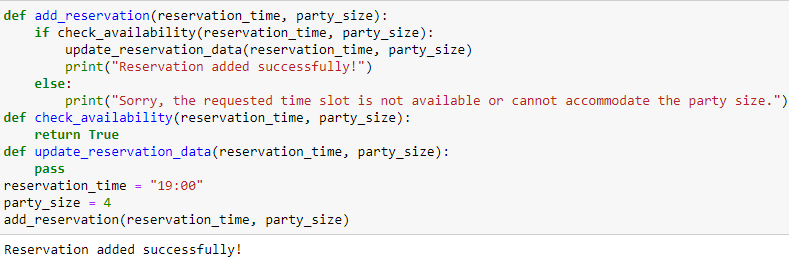 def add_reservation(reservation_time, party_size):
    if check_availability(reservation_time, party_size):
        update_reservation_data(reservation_time, party_size)
        print("Reservation added successfully!")
    else:
        print("Sorry, the requested time slot is not available or cannot accommodate the party size.")
def check_availability(reservation_time, party_size):
    return True
def update_reservation_data(reservation_time, party_size):
    pass
reservation_time = "19:00"
party_size = 4
add_reservation(reservation_time, party_size)
Reservation added successfully!